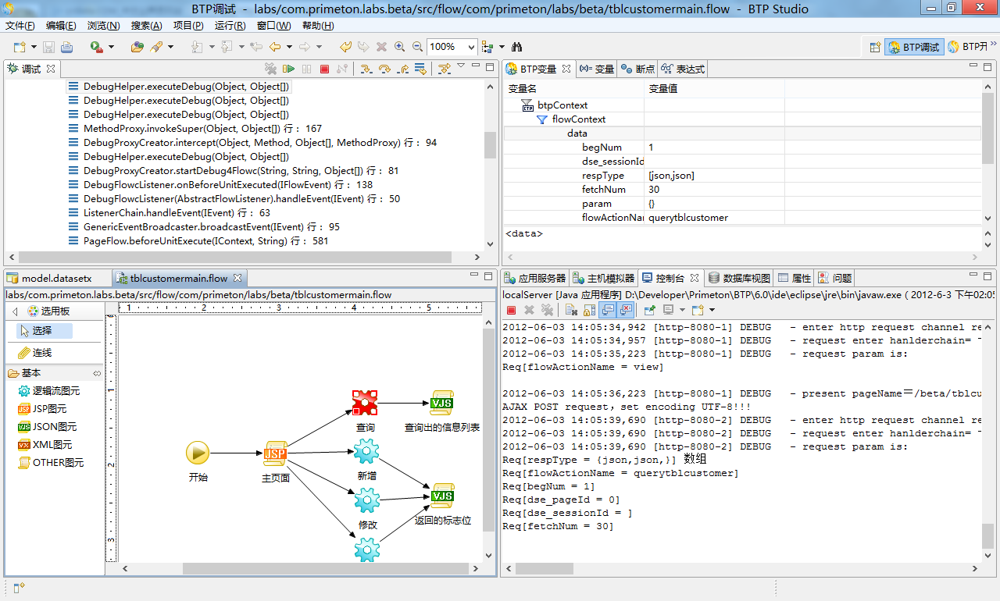 BTP调试 - labs/com.primeton.labs.beta/src/flow/com/primeton/labs/beta/tblcustomermain.flow - BTP Studio
文件(F) 编辑(E) 浏览(N) 搜索(A) 项目(P) 运行(R) 窗口(W) 帮助(H)
100% BTP调试 BTP开
调试
DebugHelper.executeDebug(Object, Object[])
DebugHelper.executeDebug(Object, Object[])
DebugHelper.executeDebug(Object, Object[])
MethodProxy.invokeSuper(Object, Object[]) 行： 167
DebugProxyCreator.intercept(Object, Method, Object[], MethodProxy) 行： 94
DebugHelper.executeDebug(Object, Object[])
DebugProxyCreator.startDebug4Flowc(String, String, Object[]) 行： 81
DebugFlowcListener.onBeforeUnitExecuted(IFlowEvent) 行： 138
DebugFlowcListener(AbstractFlowListener).handleEvent(IEvent) 行： 50
ListenerChain.handleEvent(IEvent) 行： 63
GenericEventBroadcaster.broadcastEvent(IEvent) 行： 95
PageFlow.beforeUnitExecute(IContext, String) 行： 581
BTP变量 变量 断点 表达式
变量名 变量值
btpContext
flowContext
data
begNum 1
dse_sessionId
respType [json,json]
fetchNum 30
param {}
flowActionNa querytblcustomer
<data>
model.datasetx tblcustomermain.flow
labs/com.primeton.labs.beta/src/flow/com/primeton/labs/beta/tblcustomermain.flow
选用板
选择
连线
基本
逻辑流图元
JSP JSP图元
VJS JSON图元
VX XML图元
OTHER图元
1 2 3 4 5
1
2
3
VJS
查询 查询出的信息列表
JSP
开始 主页面 新增
VJS
修改 返回的标志位
应用服务器 主机模拟器 控制台 数据库视图 属性 问题
localServer [Java 应用程序] D:\Developer\Primeton\BTP\6.0\ide\eclipse\jre\bin\javaw.exe ( 2012-6-3 下午02:05
2012-06-03 14:05:34,942 [http-8080-1] DEBUG - enter http request channel re
2012-06-03 14:05:34,957 [http-8080-1] DEBUG - request enter hanlderchain=
2012-06-03 14:05:35,223 [http-8080-1] DEBUG - request param is:
Req[flowActionName = view]
2012-06-03 14:05:36,223 [http-8080-1] DEBUG - present pageName＝/beta/tblcu
AJAX POST request，set encoding UTF-8!!!
2012-06-03 14:05:39,690 [http-8080-2] DEBUG - enter http request channel re
2012-06-03 14:05:39,690 [http-8080-2] DEBUG - request enter hanlderchain=
2012-06-03 14:05:39,690 [http-8080-2] DEBUG - request param is:
Req[respType = {json,json,}] 数组
Req[flowActionName = querytblcustomer]
Req[begNum = 1]
Req[dse_pageId = 0]
Req[dse_sessionId = ]
Req[fetchNum = 30]